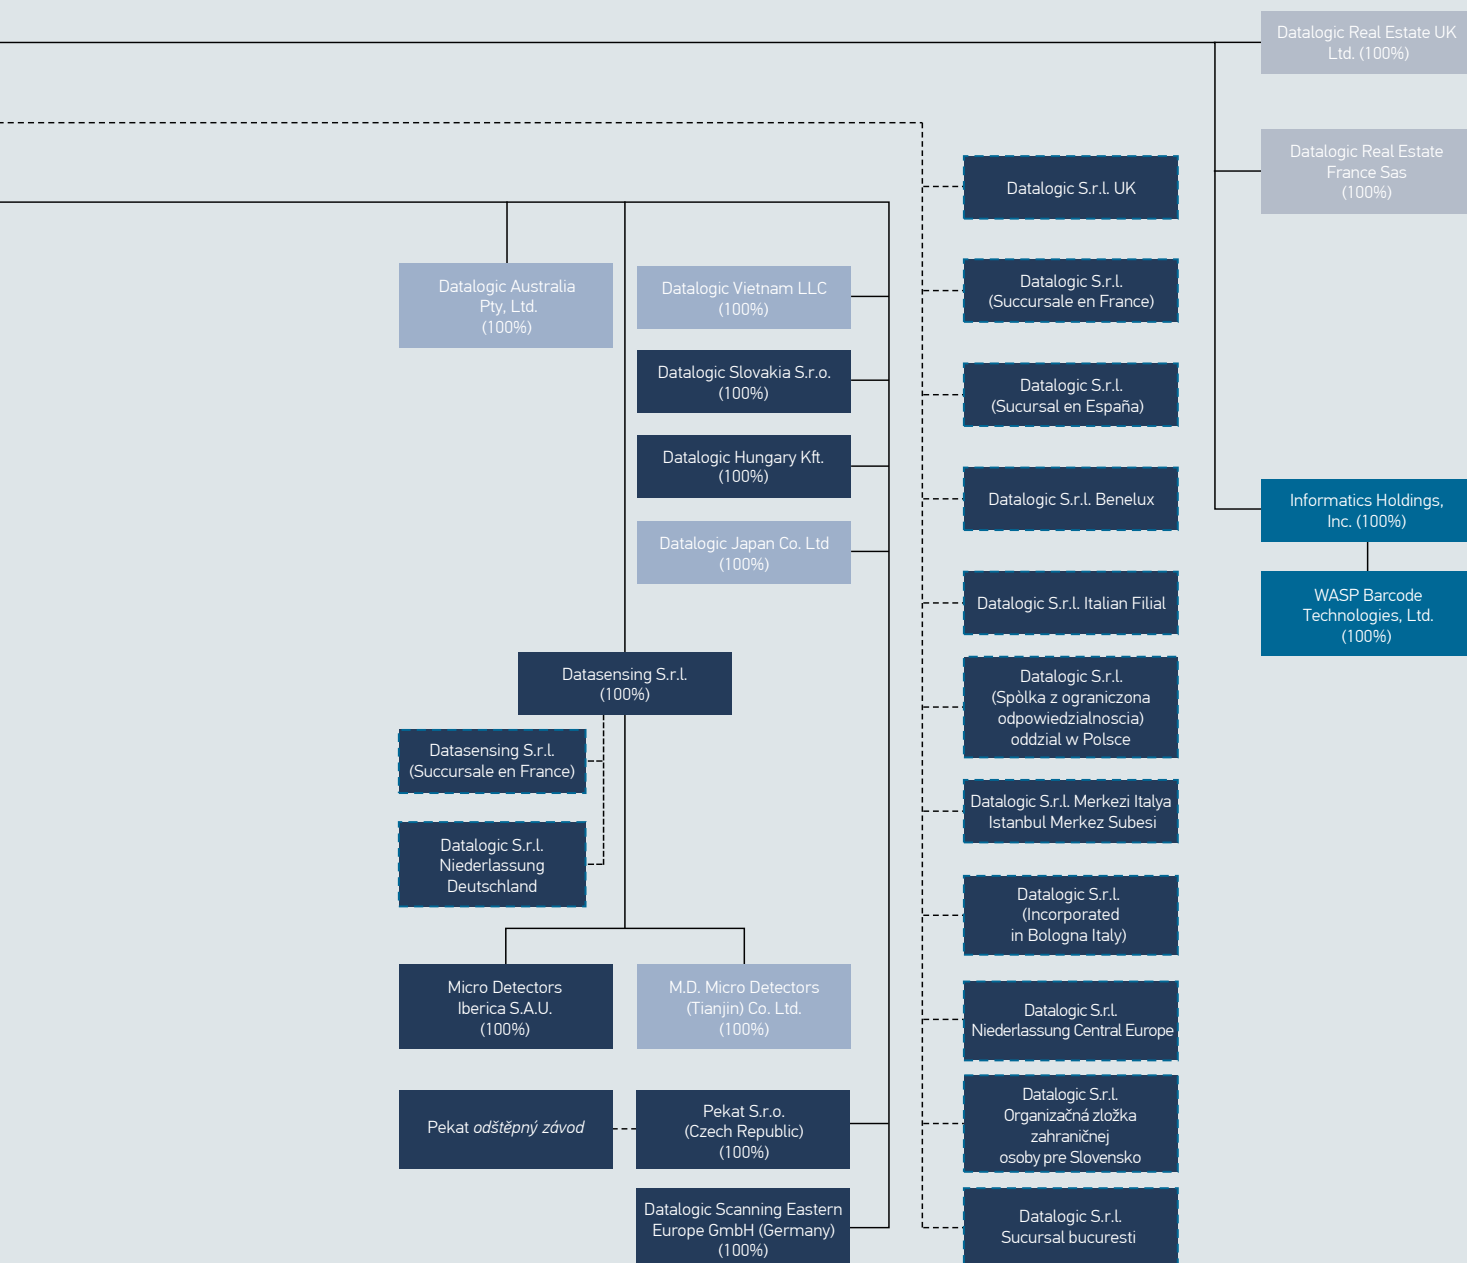 Datalogic Real Estate UK
Ltd. (100%)
Datalogic Real Estate
France Sas
(100%)
Datalogic S.r.l. UK
Datalogic Australia
Pty, Ltd.
(100%)
Datalogic Vietnam LLC
(100%)
Datalogic S.r.l.
(Succursale en France)
Datalogic Slovakia S.r.o.
(100%)
Datalogic S.r.l.
(Sucursal en España)
Datalogic Hungary Kft.
(100%)
Datalogic S.r.l. Benelux
Informatics Holdings,
Inc. (100%)
Datalogic Japan Co. Ltd
(100%)
Datalogic S.r.l. Italian Filial
WASP Barcode
Technologies, Ltd.
(100%)
Datasensing S.r.l.
(100%)
Datalogic S.r.l.
(Spòlka z ograniczona
odpowiedzialnoscia)
oddzial w Polsce
Datasensing S.r.l.
(Succursale en France)
Datalogic S.r.l. Merkezi Italya
Istanbul Merkez Subesi
Datalogic S.r.l.
Niederlassung
Deutschland
Datalogic S.r.l.
(Incorporated
in Bologna Italy)
Micro Detectors
Iberica S.A.U.
(100%)
M.D. Micro Detectors
(Tianjin) Co. Ltd.
(100%)
Datalogic S.r.l.
Niederlassung Central Europe
Pekat odštěpný závod
Pekat S.r.o.
(Czech Republic)
(100%)
Datalogic S.r.l.
Organizačná zložka
zahraničnej
osoby pre Slovensko
Datalogic Scanning Eastern
Europe GmbH (Germany)
(100%)
Datalogic S.r.l.
Sucursal bucuresti